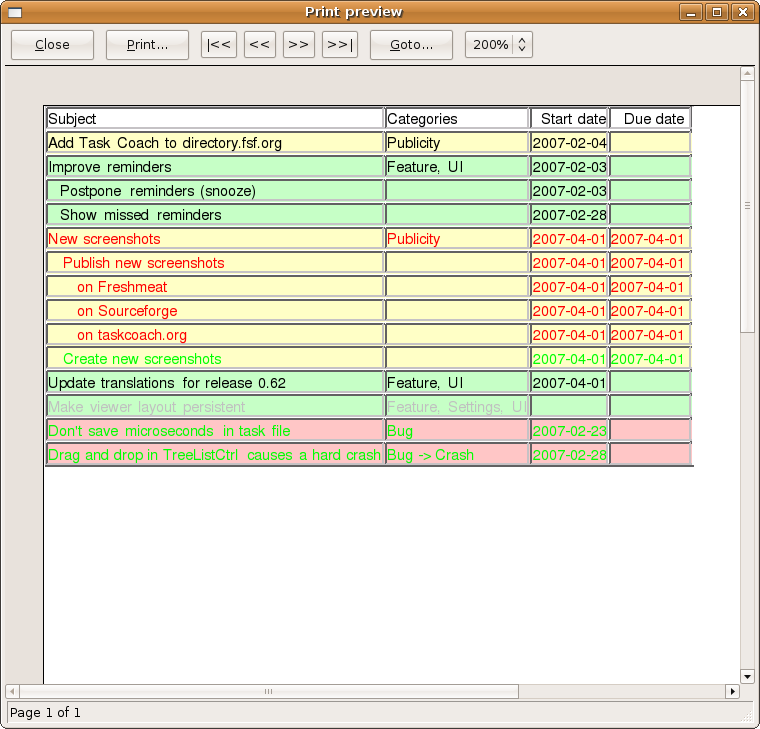 Print preview
Close Print... |<< << >> >>| Goto... 200%
Subject Categories Start date Due date
Add Task Coach to directory.fsf.org Publicity 2007-02-04
Improve reminders Feature, UI 2007-02-03
Postpone reminders (snooze) 2007-02-03
Show missed reminders 2007-02-28
New screenshots Publicity 2007-04-01 2007-04-01
Publish new screenshots 2007-04-01 2007-04-01
on Freshmeat 2007-04-01 2007-04-01
on Sourceforge 2007-04-01 2007-04-01
on taskcoach.org 2007-04-01 2007-04-01
Create new screenshots 2007-04-01 2007-04-01
Update translations for release 0.62 Feature, UI 2007-04-01
Make viewer layout persistent Feature, Settings, UI
Don't save microseconds in task file Bug 2007-02-23
Drag and drop in TreeListCtrl causes a hard crash Bug -> Crash 2007-02-28
Page 1 of 1